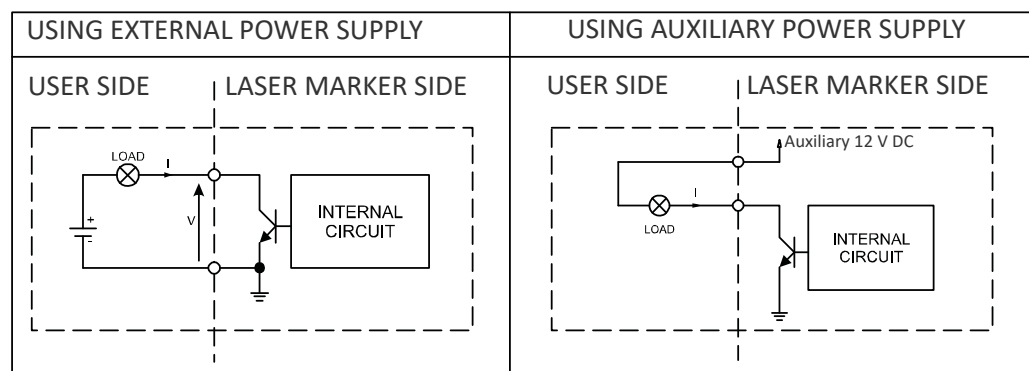 USING EXTERNAL POWER SUPPLY
USING AUXILIARY POWER SUPPLY
USER SIDE
LASER MARKER SIDE
LOAD
I
V
+
-
INTERNAL
CIRCUIT
USER SIDE
LASER MARKER SIDE
Auxiliary 12 V DC
I
LOAD
INTERNAL
CIRCUIT